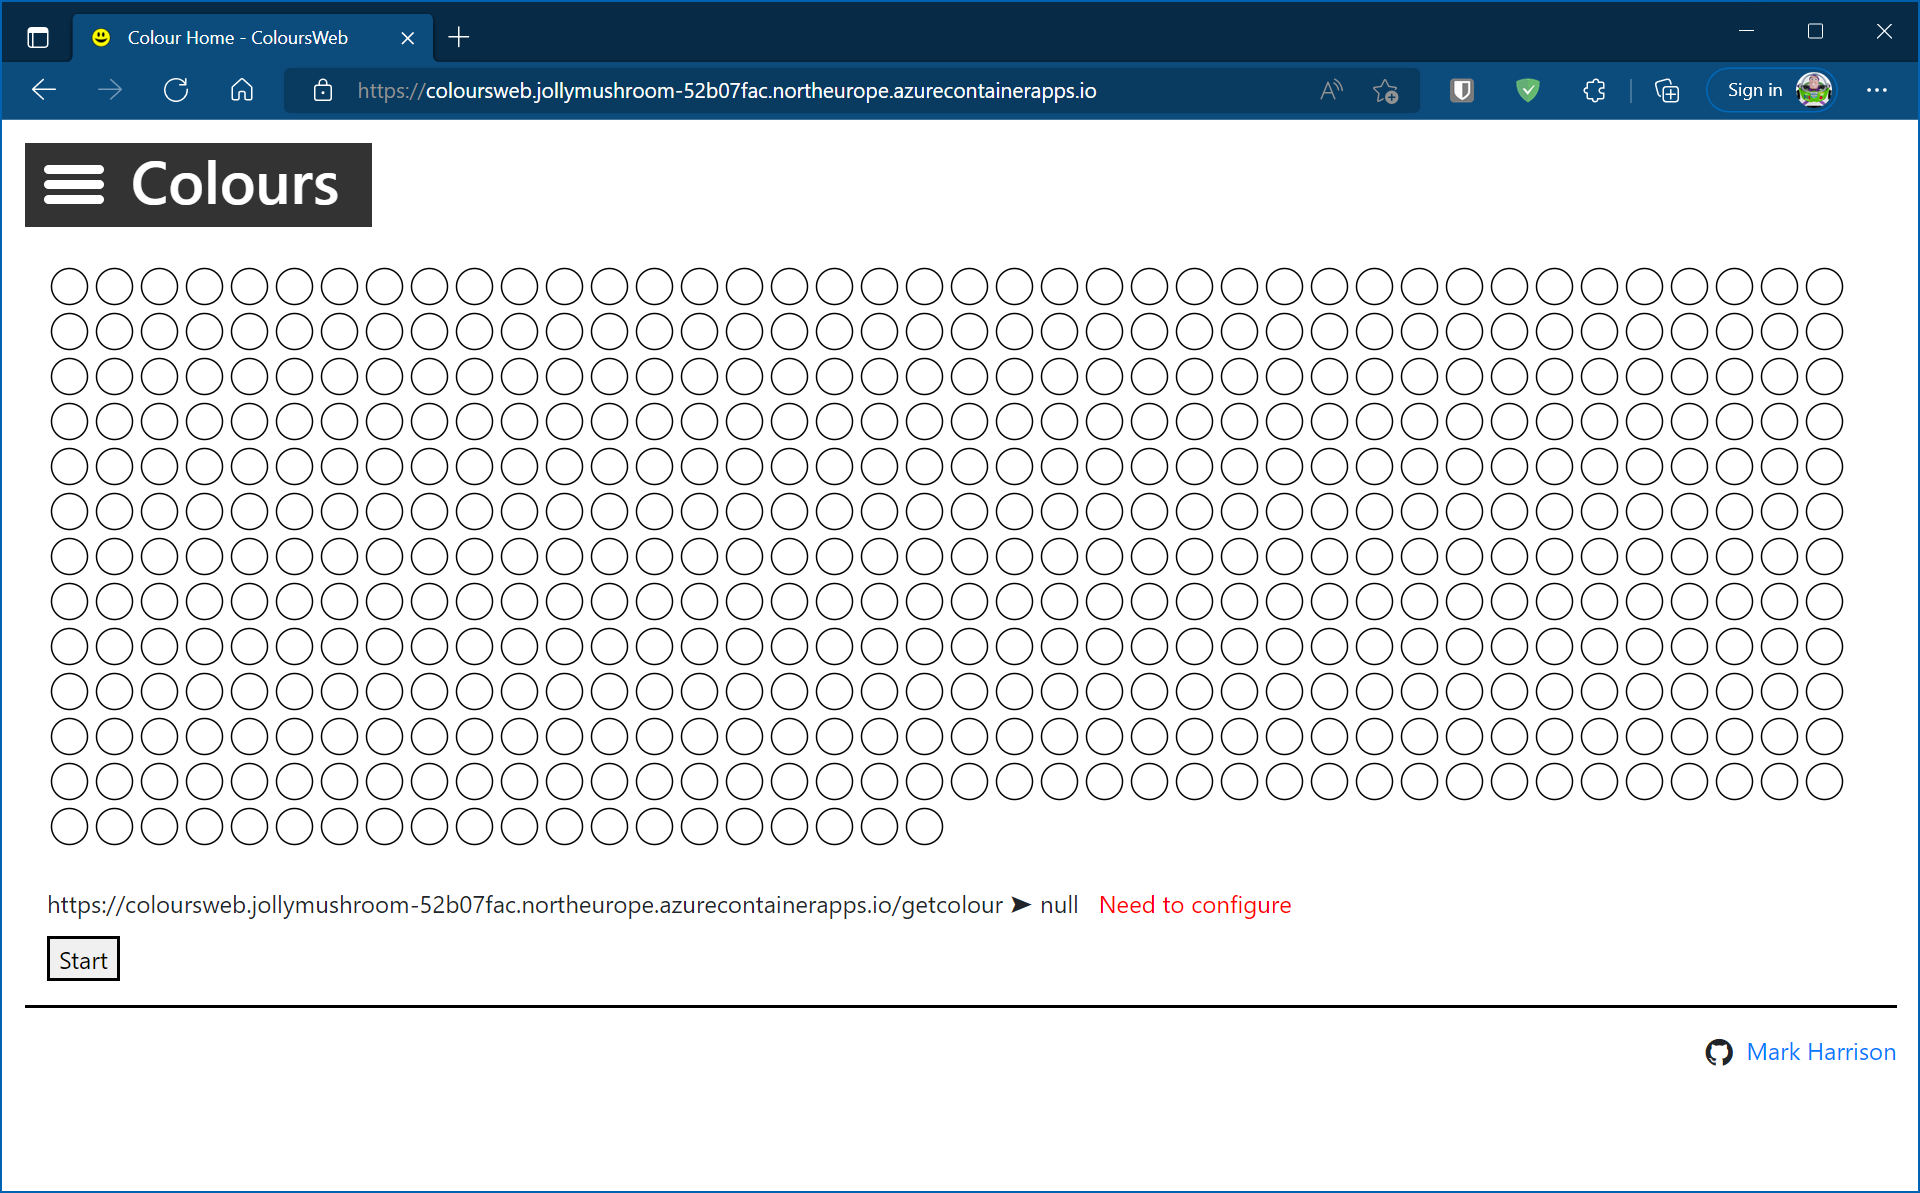 Colour Home - ColoursWeb
https://coloursweb.jollymushroom-52b07fac.northeurope.azurecontainerapps.io
Sign in
Colours
https://coloursweb.jollymushroom-52b07fac.northeurope.azurecontainerapps.io/getcolour ➤ null Need to configure
Start
Mark Harrison